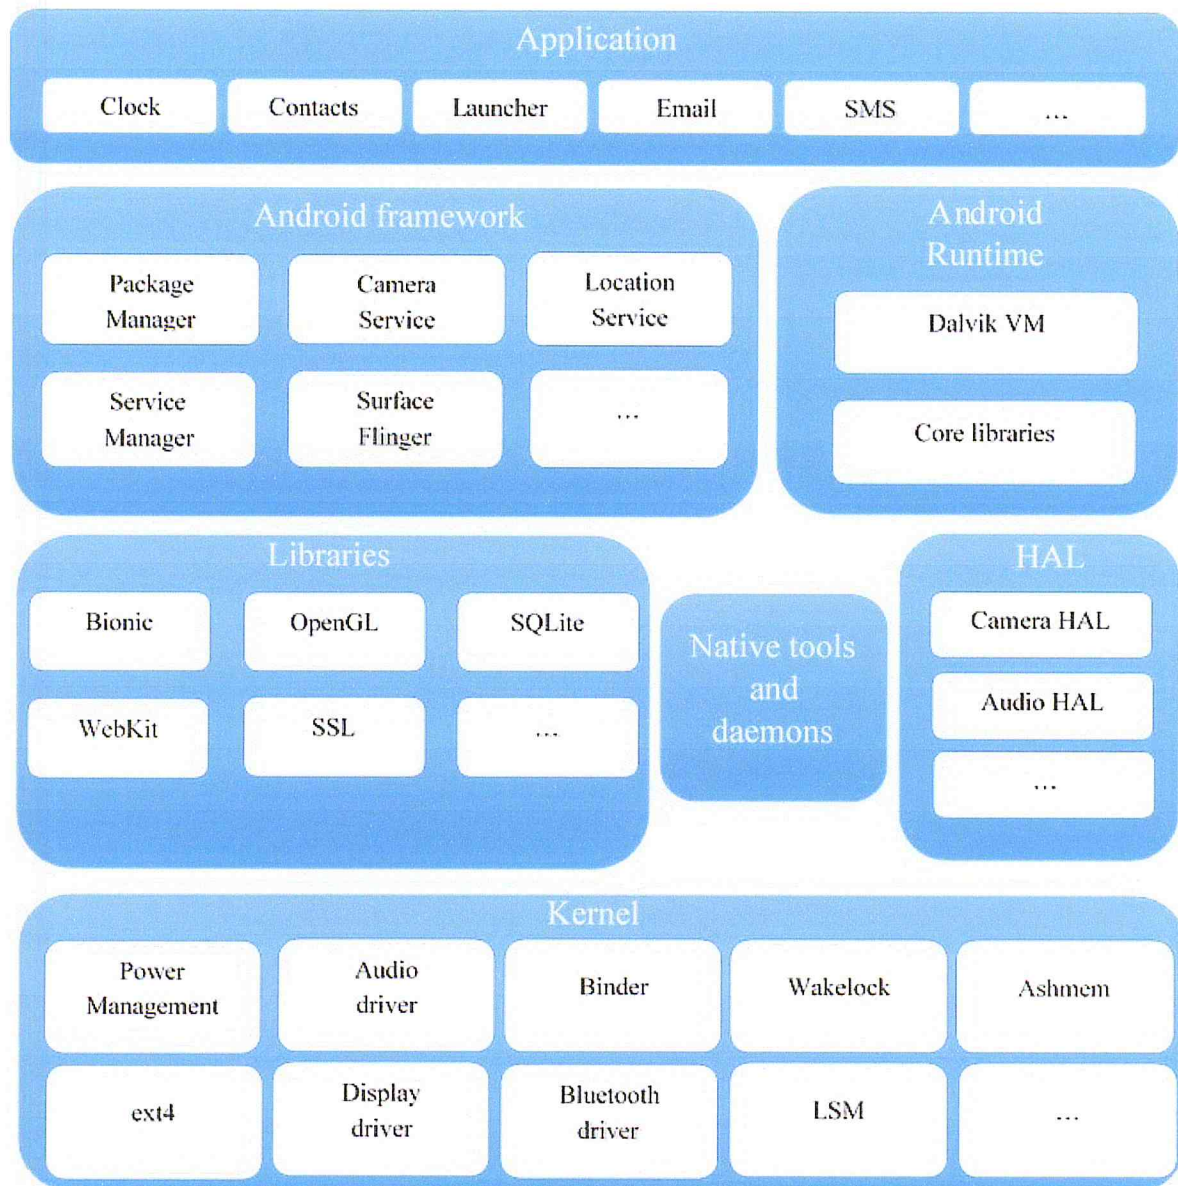 Application
Clock
Contacts
Launcher
Email
SMS
...
Android framework
Package
Manager
Camera
Service
Location
Service
Service
Manager
Surface
Flinger
...
Android
Runtime
Dalvik VM
Core libraries
Libraries
Bionic
OpenGL
SQLite
WebKit
SSL
...
Native tools
and
daemons
HAL
Camera HAL
Audio HAL
...
Kernel
Power
Management
Audio
driver
Binder
Wakelock
Ashmem
ext4
Display
driver
Bluetooth
driver
LSM
...